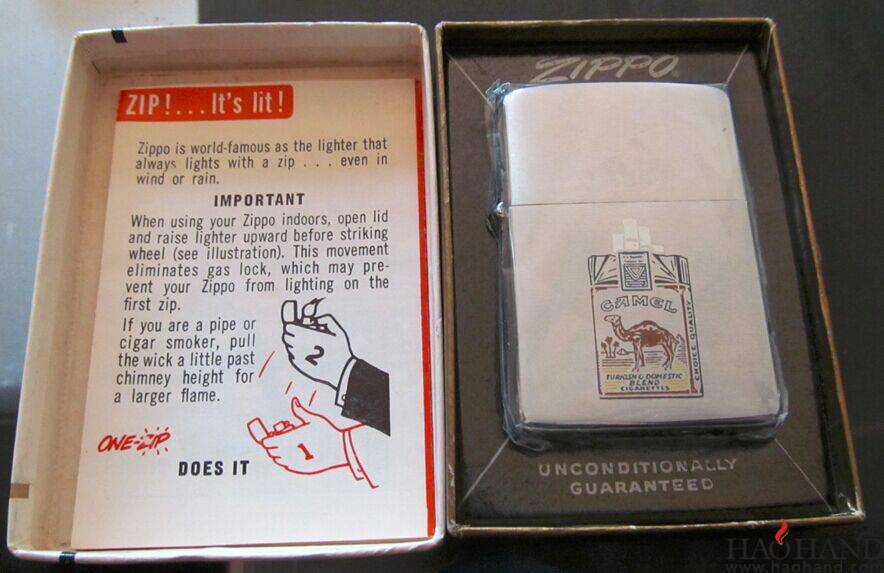 ZIP!...It's lit!
Zippo is world-famous as the lighter that
always lights with a zip . . . even in
wind or rain.
IMPORTANT
When using your Zippo indoors, open lid
and raise lighter upward before striking
wheel (see illustration). This movement
eliminates gas lock, which may pre-
vent your Zippo from lighting on the
first zip.
If you are a pipe or
cigar smoker, pull
the wick a little past
chimney height for
a larger flame.
2
1
ONE-ZIP
DOES IT
ZIPPO
CAMEL
CHOICE QUALITY
TURKISH & DOMESTIC
BLEND
CIGARETTES
UNCONDITIONALLY
GUARANTEED
HAOHAND
www.haohand.com